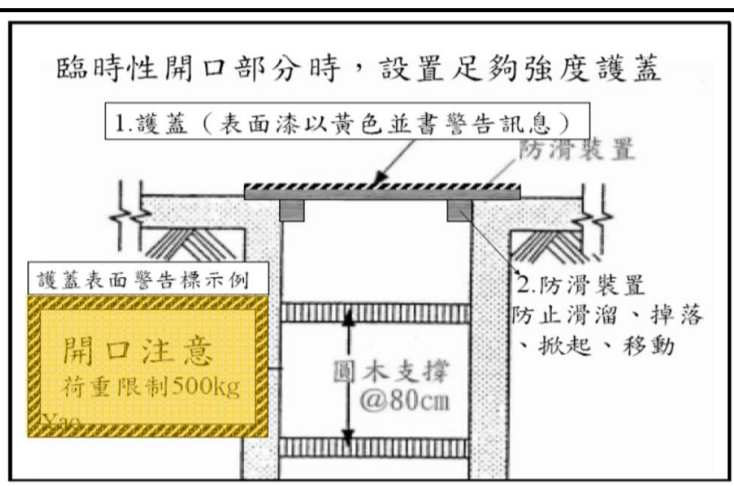 臨時性開口部分時，設置足夠強度護蓋
1.護蓋（表面漆以黃色並書警告訊息）
防滑裝置
護蓋表面警告標示例
開口注意
荷重限制500kg
Yao
2.防滑裝置
防止滑溜、掉落
、掀起、移動
圓木支撐
@80cm